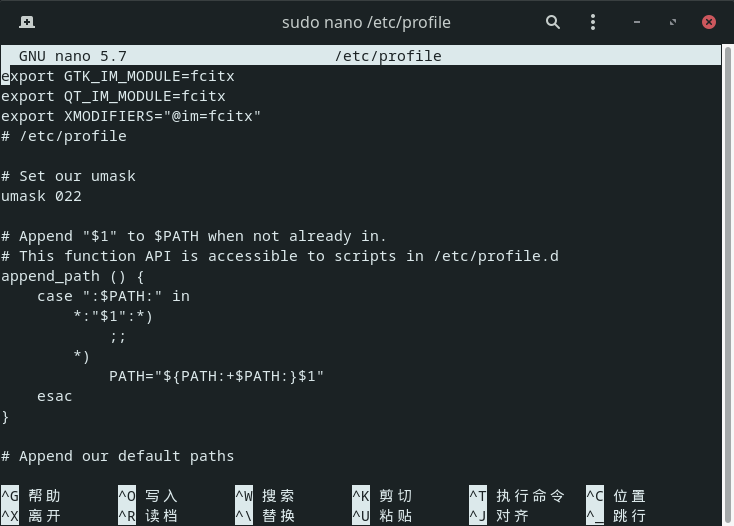 sudo nano /etc/profile
GNU nano 5.7 /etc/profile
export GTK_IM_MODULE=fcitx
export QT_IM_MODULE=fcitx
export XMODIFIERS="@im=fcitx"
# /etc/profile
# Set our umask
umask 022
# Append "$1" to $PATH when not already in.
# This function API is accessible to scripts in /etc/profile.d
append_path () {
    case ":$PATH:" in
        *:"$1":*)
            ;;
        *)
            PATH="${PATH:+$PATH:}$1"
    esac
}
# Append our default paths
^G 帮助 ^O 写入 ^W 搜索 ^K 剪切 ^T 执行命令 ^C 位置
^X 离开 ^R 读档 ^\ 替换 ^U 粘贴 ^J 对齐 ^_ 跳行